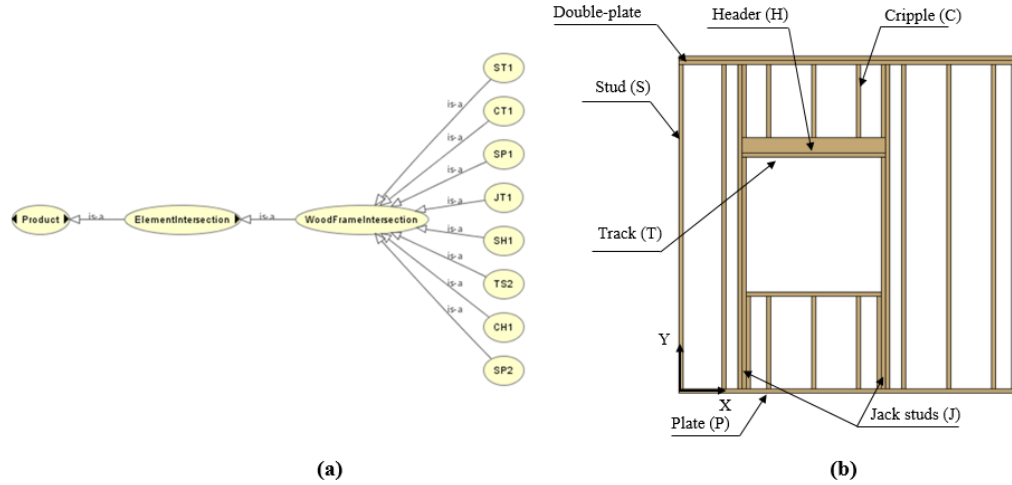 ST1
CT1
SP1
JT1
SH1
TS2
CH1
SP2
Product
is-a
ElementIntersection
is-a
WoodFrameIntersection
is-a
is-a
is-a
is-a
is-a
is-a
is-a
is-a
(a)
Double-plate
Header (H)
Cripple (C)
Stud (S)
Track (T)
Y
X
Plate (P)
Jack studs (J)
(b)